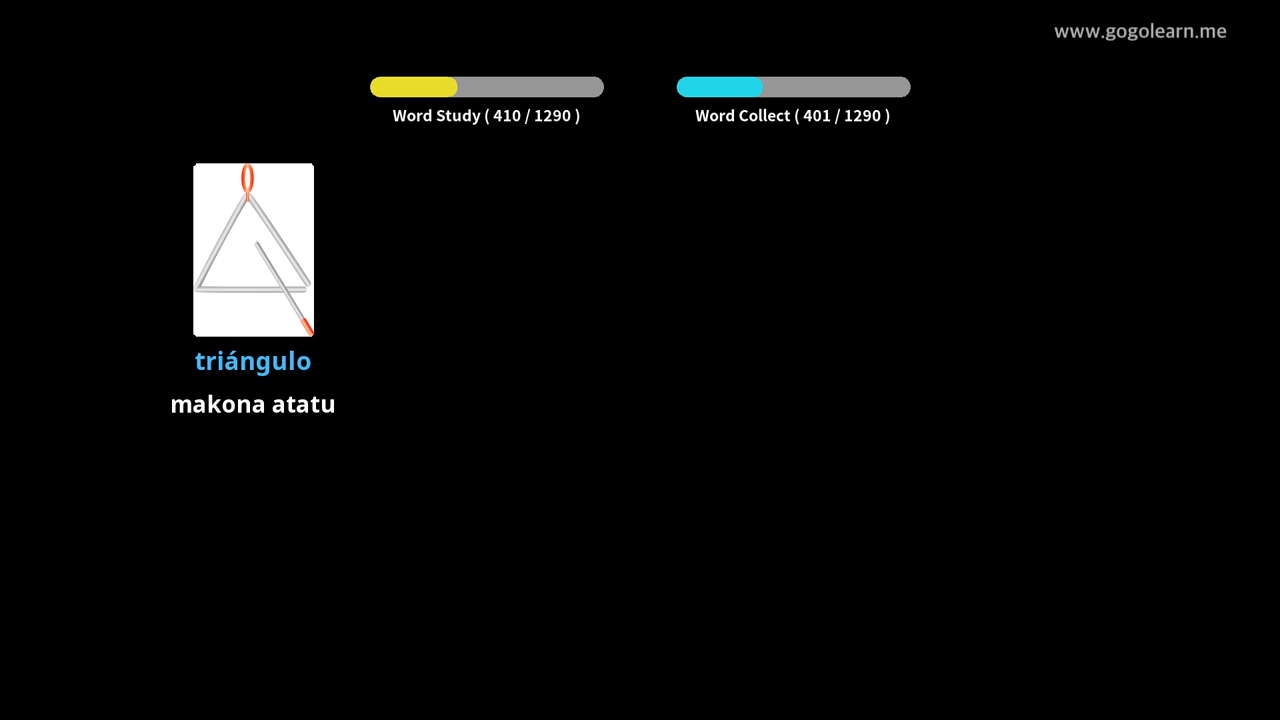 www.gogolearn.me
Word Study ( 410 / 1290 )
Word Collect ( 401 / 1290 )
triángulo
makona atatu